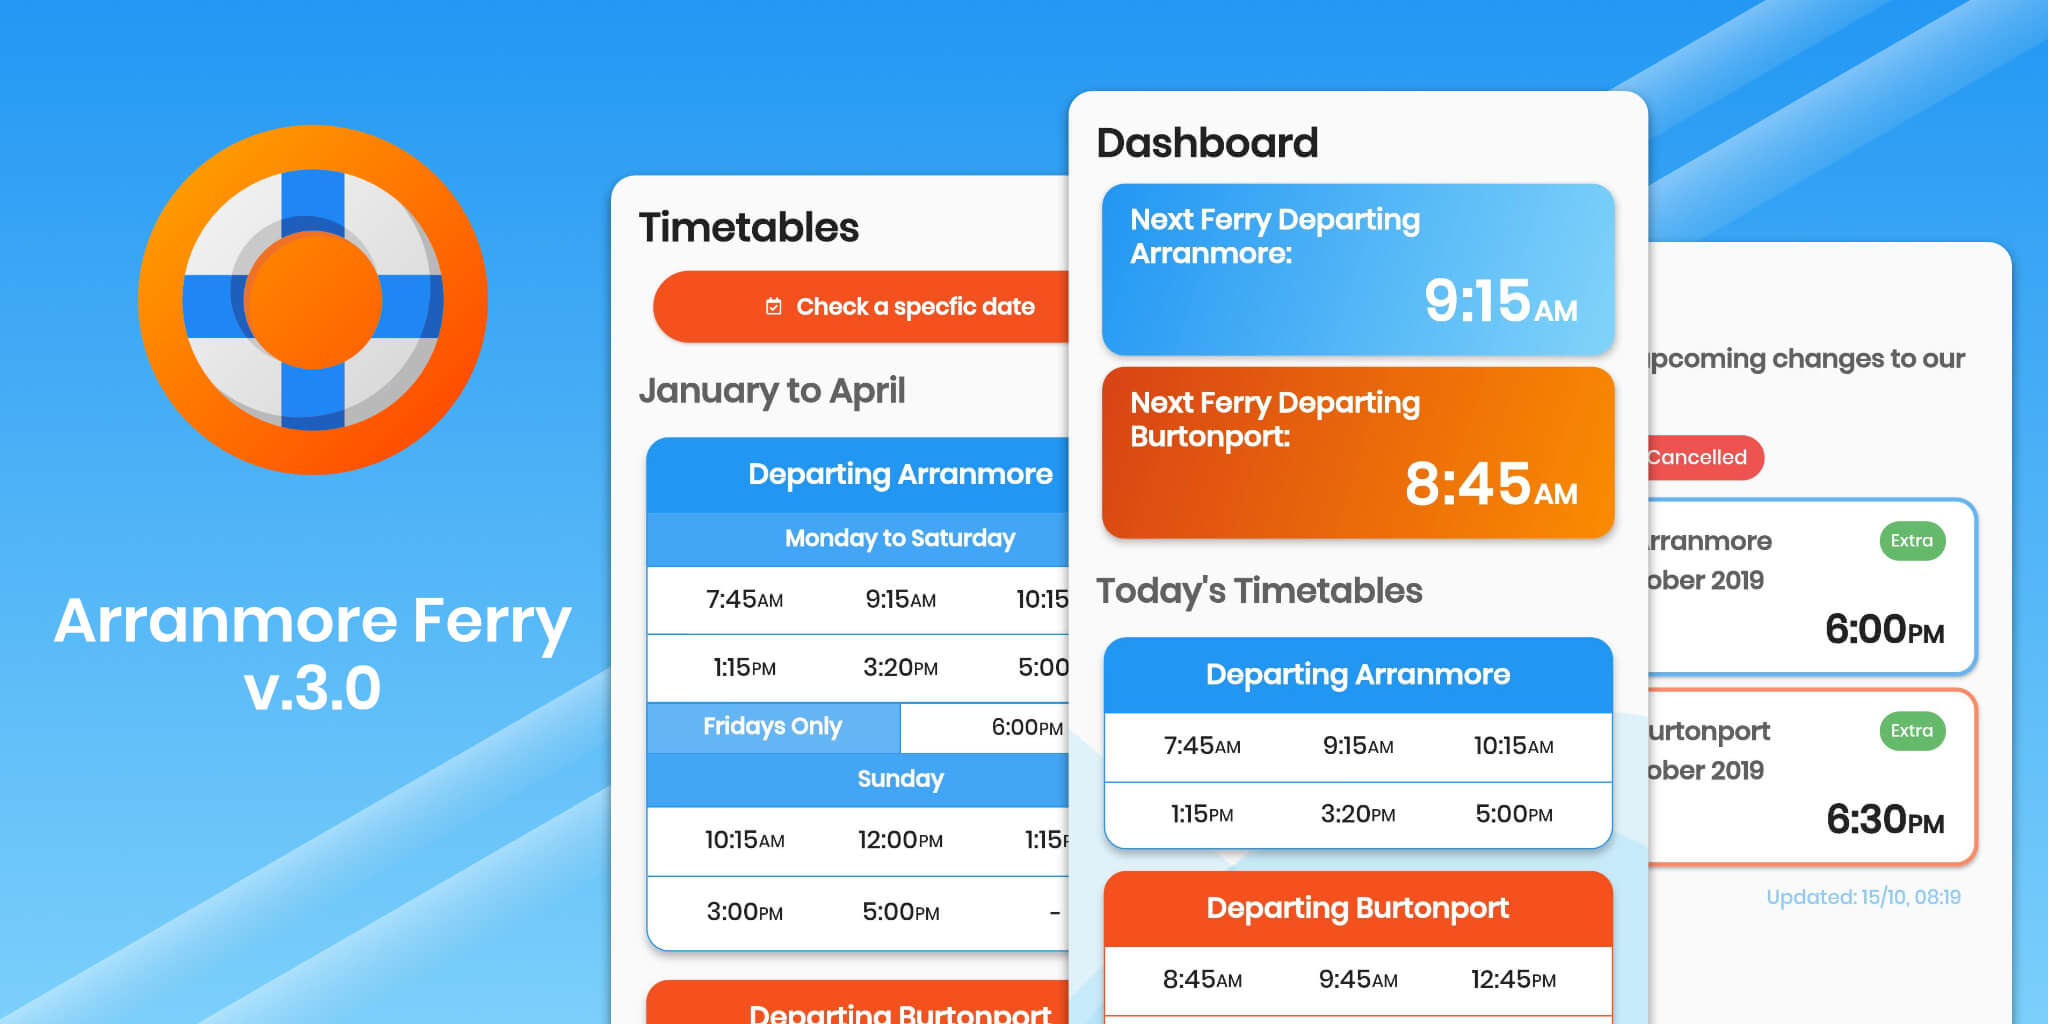 Arranmore Ferry
v.3.0
Timetables
Check a specfic date
January to April
Departing Arranmore
Monday to Saturday
7:45AM 9:15AM 10:15
1:15PM 3:20PM 5:00
Fridays Only 6:00PM
Sunday
10:15AM 12:00PM 1:15P
3:00PM 5:00PM -
Departing Burtonport
Dashboard
Next Ferry Departing
Arranmore:
9:15AM
Next Ferry Departing
Burtonport:
8:45AM
Today's Timetables
Departing Arranmore
7:45AM 9:15AM 10:15AM
1:15PM 3:20PM 5:00PM
Departing Burtonport
8:45AM 9:45AM 12:45PM
upcoming changes to our
Cancelled
rranmore Extra
ober 2019
6:00PM
urtonport Extra
ober 2019
6:30PM
Updated: 15/10, 08:19